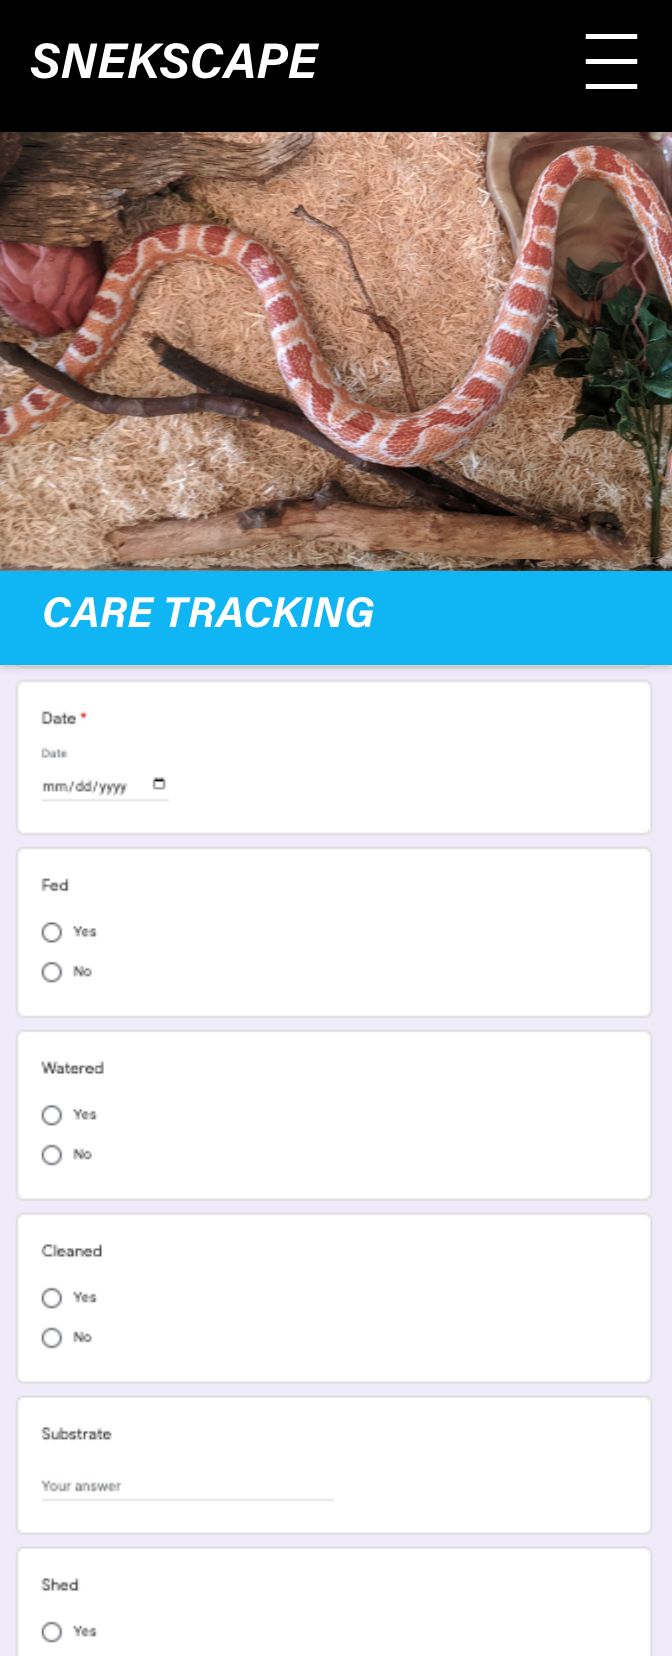 SNEKSCAPE
CARE TRACKING
Date *
Date
mm/dd/yyyy
Fed
Yes
No
Watered
Yes
No
Cleaned
Yes
No
Substrate
Your answer
Shed
Yes